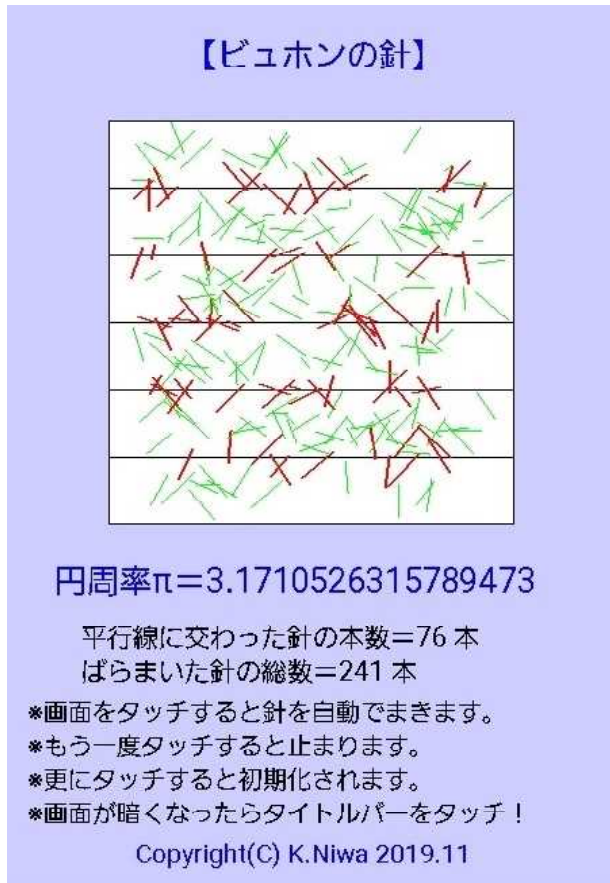 【ビュホンの針】
円周率π＝3.1710526315789473
平行線に交わった針の本数＝76 本
ばらまいた針の総数＝241 本
※画面をタッチすると針を自動でまきます。
※もう一度タッチすると止まります。
※更にタッチすると初期化されます。
※画面が暗くなったらタイトルバーをタッチ！
Copyright(C) K.Niwa 2019.11